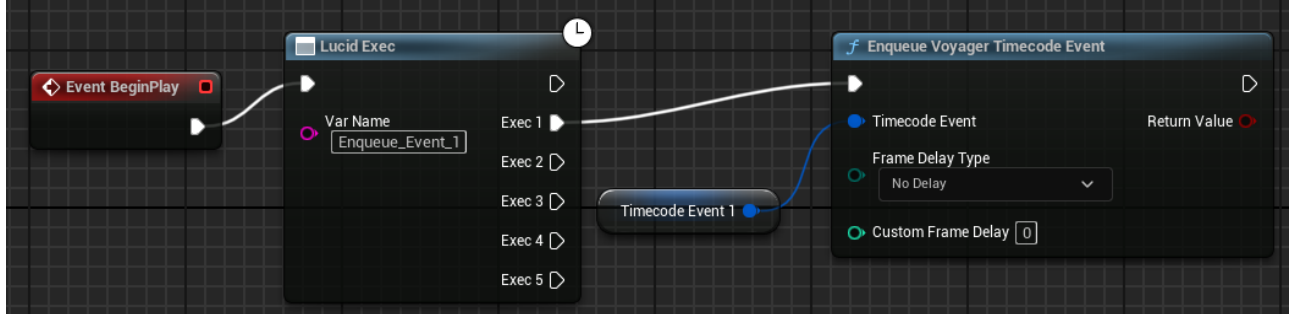 Event BeginPlay
Lucid Exec
Var Name
Enqueue_Event_1
Exec 1
Exec 2
Exec 3
Exec 4
Exec 5
Timecode Event 1
Enqueue Voyager Timecode Event
Timecode Event
Return Value
Frame Delay Type
No Delay
Custom Frame Delay 0